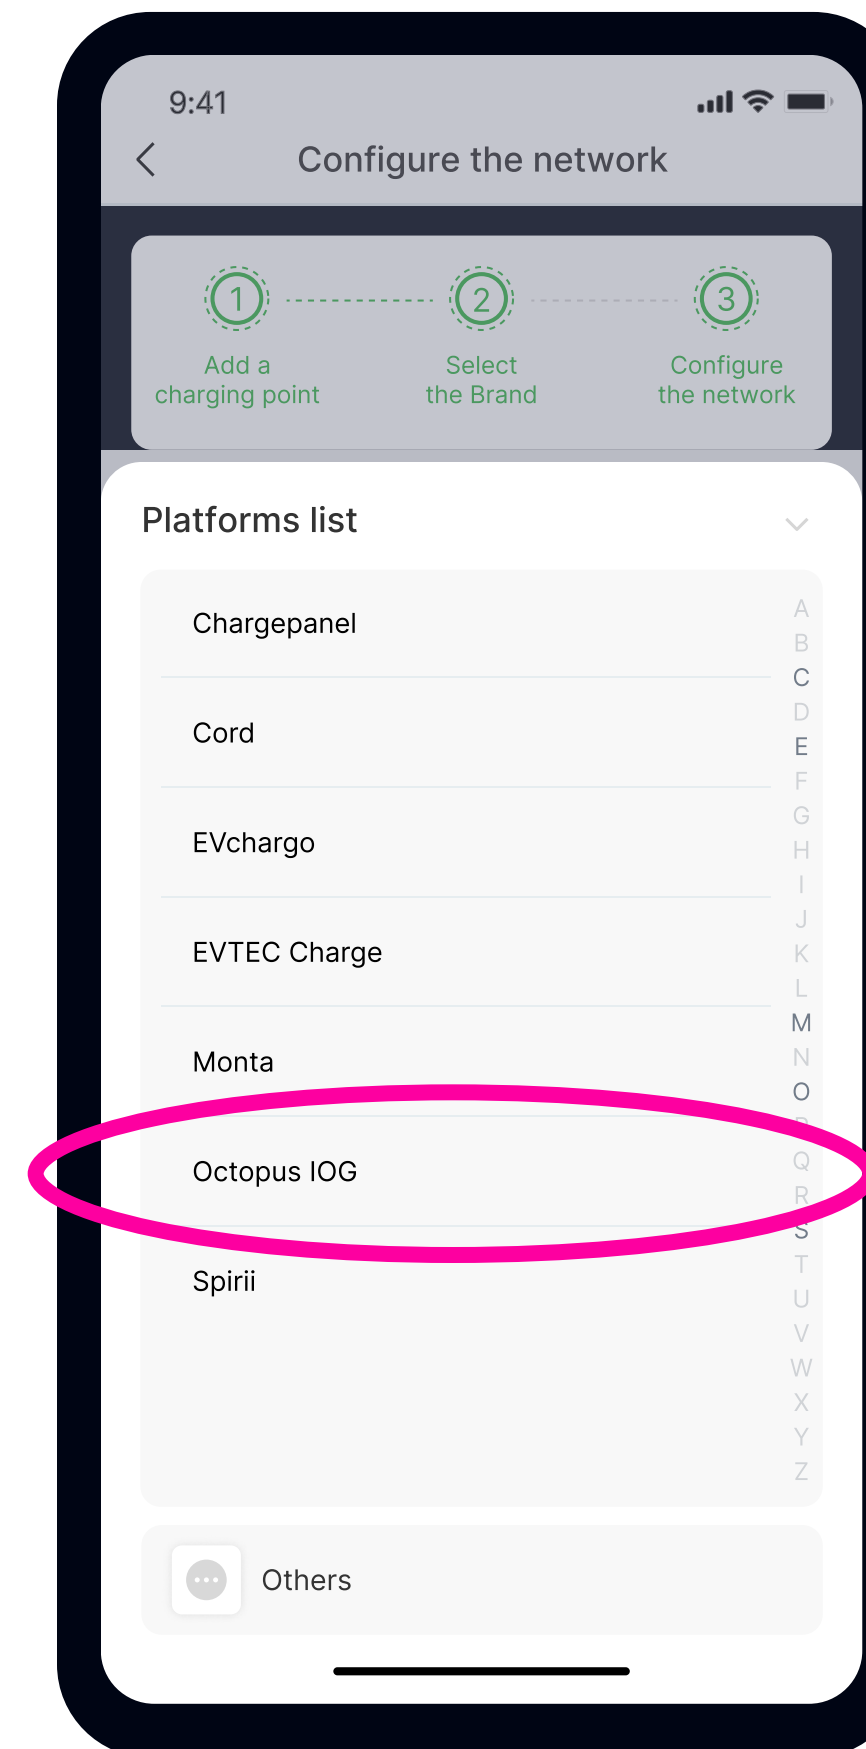 9:41
Configure the network
1
2
3
Add a
charging point
Select
the Brand
Configure
the network
Platforms list
Chargepanel
Cord
EVchargo
EVTEC Charge
Monta
Octopus IOG
Spirii
A
B
C
D
E
F
G
H
I
J
K
L
M
N
O
Q
R
S
T
U
V
W
X
Y
Z
Others